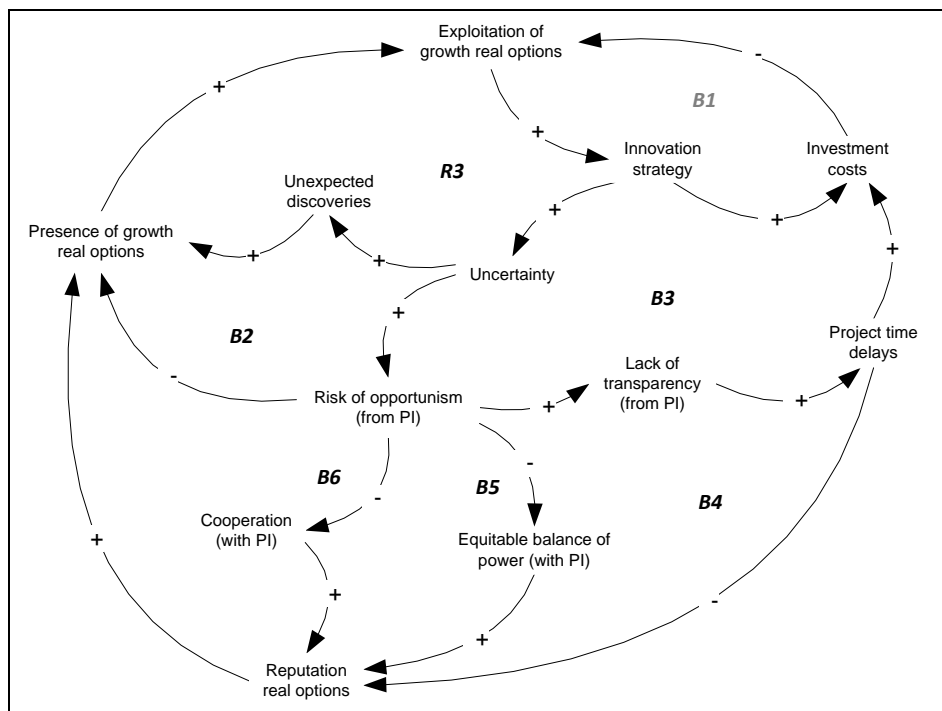 Exploitation of
growth real options
-
+
B1
+
Innovation
strategy
Investment
costs
R3
Unexpected
discoveries
+
+
Presence of growth
real options
+
+
Uncertainty
+
B3
+
B2
Project time
delays
Lack of
transparency
(from PI)
-
Risk of opportunism
(from PI)
+
+
B6
-
B5
-
B4
Cooperation
(with PI)
Equitable balance of
power (with PI)
+
+
-
+
Reputation
real options